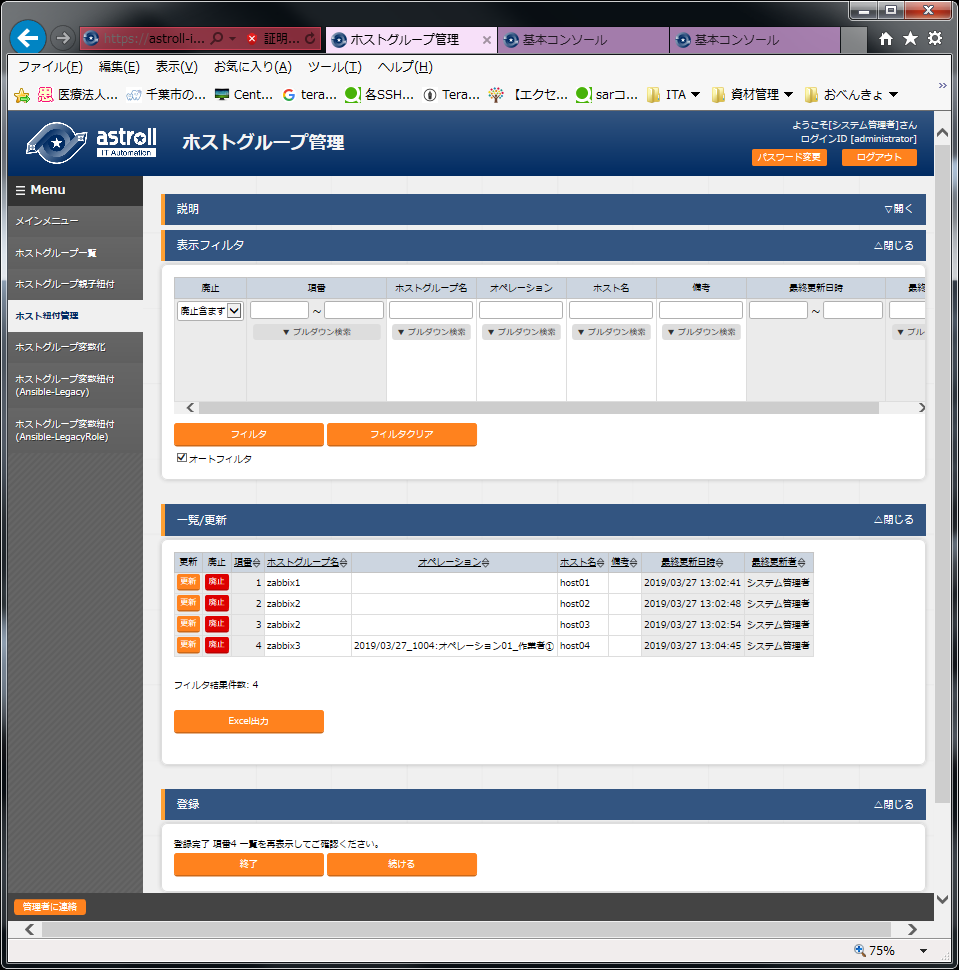 https://astroll-i... 証明... ホストグループ管理 基本コンソール 基本コンソール
ファイル(F) 編集(E) 表示(V) お気に入り(A) ツール(T) ヘルプ(H)
医療法人... 千葉市の... Cent... tera... 各SSH... Tera... 【エクセ... sarコ... ITA 資材管理 おべんきょ
astroll
IT Automation
ホストグループ管理
ようこそ[システム管理者]さん
ログインID [administrator]
パスワード変更 ログアウト
☰ Menu
メインメニュー
ホストグループ一覧
ホストグループ親子紐付
ホスト紐付管理
ホストグループ変数化
ホストグループ変数紐付
(Ansible-Legacy)
ホストグループ変数紐付
(Ansible-LegacyRole)
説明 ▽開く
表示フィルタ △閉じる
廃止 項番 ホストグループ名 オペレーション ホスト名 備考 最終更新日時 最終
廃止含まず ～ ～
▼プルダウン検索 ▼プルダウン検索 ▼プルダウン検索 ▼プルダウン検索 ▼プルダウン検索 ▼プル
フィルタ フィルタクリア
オートフィルタ
一覧/更新 △閉じる
更新 廃止 項番 ホストグループ名 オペレーション ホスト名 備考 最終更新日時 最終更新者
更新 廃止 1 zabbix1 host01 2019/03/27 13:02:41 システム管理者
更新 廃止 2 zabbix2 host02 2019/03/27 13:02:48 システム管理者
更新 廃止 3 zabbix2 host03 2019/03/27 13:02:54 システム管理者
更新 廃止 4 zabbix3 2019/03/27_1004:オペレーション01_作業者① host04 2019/03/27 13:04:45 システム管理者
フィルタ結果件数: 4
Excel出力
登録 △閉じる
登録完了 項番4 一覧を再表示してご確認ください。
終了 続ける
管理者に連絡
75%